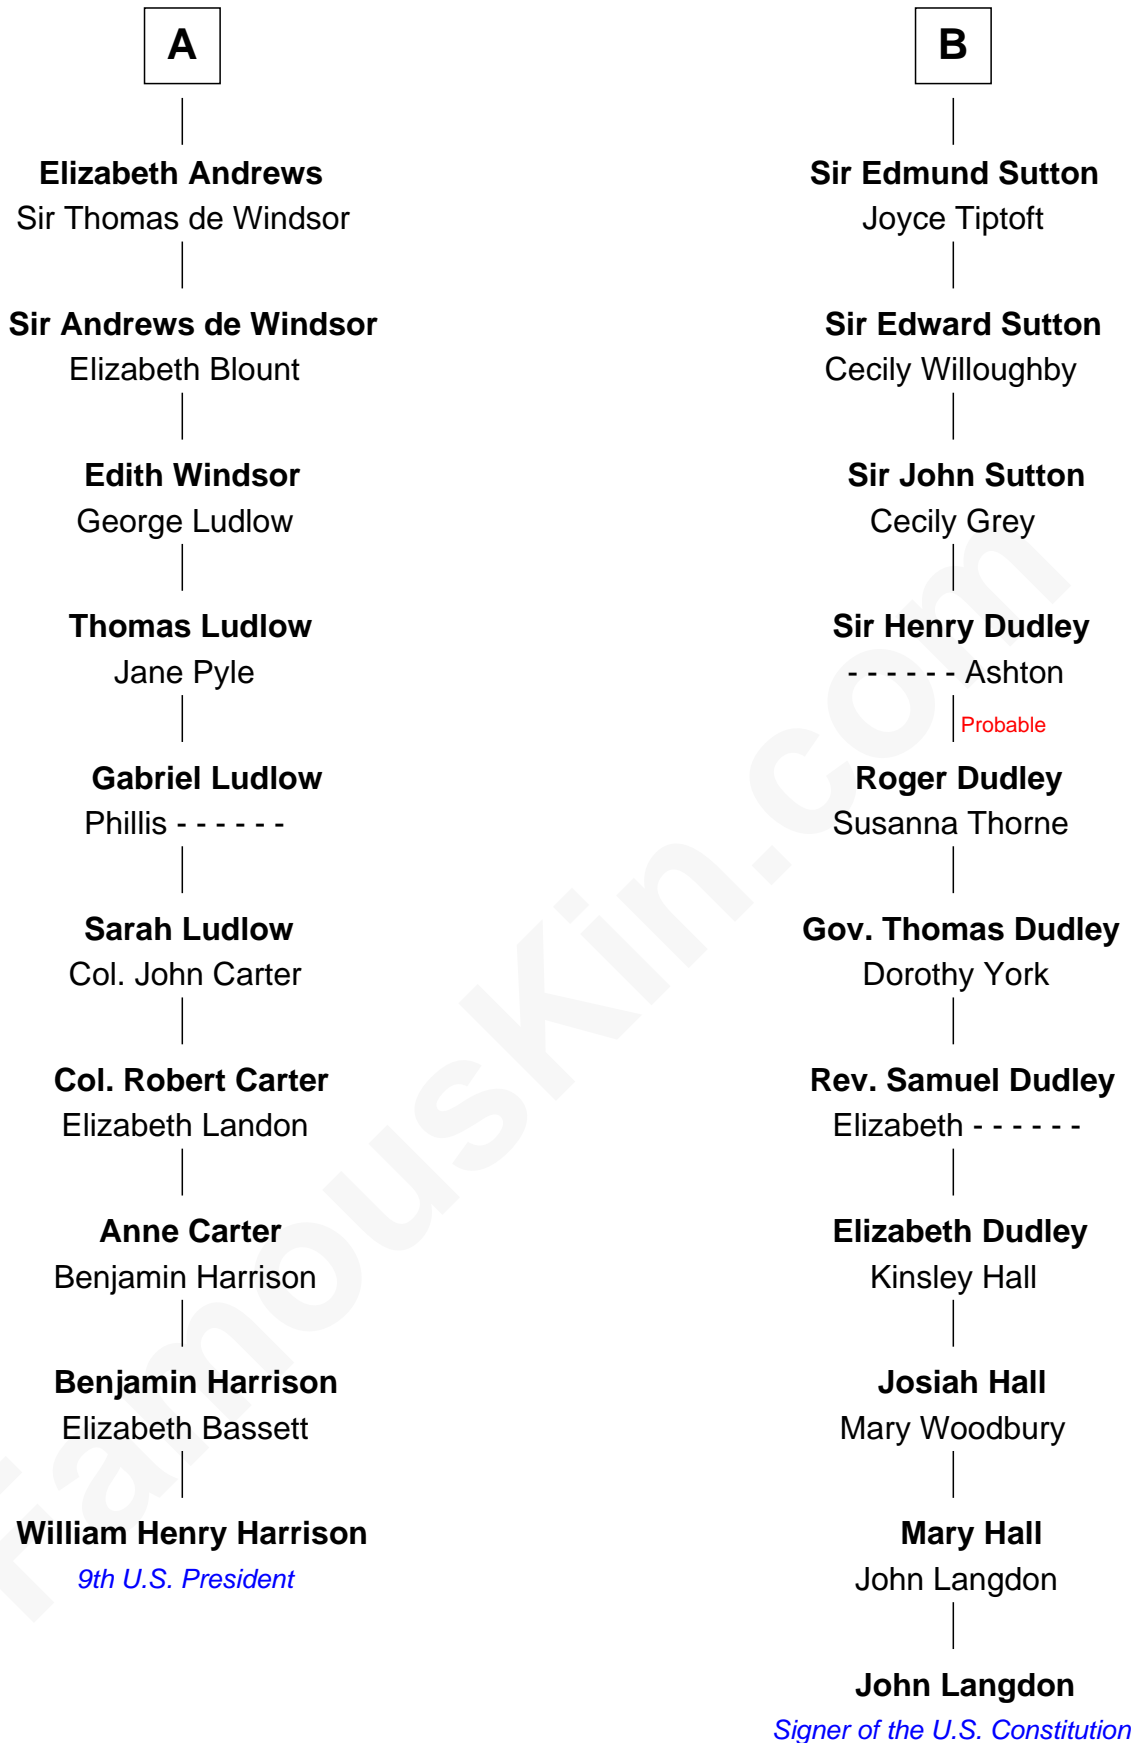 A
Elizabeth Andrews
Sir Thomas de Windsor
Sir Andrews de Windsor
Elizabeth Blount
Edith Windsor
George Ludlow
Thomas Ludlow
Jane Pyle
Gabriel Ludlow
Phillis - - - - - -
Sarah Ludlow
Col. John Carter
Col. Robert Carter
Elizabeth Landon
Anne Carter
Benjamin Harrison
Benjamin Harrison
Elizabeth Bassett
William Henry Harrison
9th U.S. President
B
Sir Edmund Sutton
Joyce Tiptoft
Sir Edward Sutton
Cecily Willoughby
Sir John Sutton
Cecily Grey
Sir Henry Dudley
- - - - - - Ashton
Probable
Roger Dudley
Susanna Thorne
Gov. Thomas Dudley
Dorothy York
Rev. Samuel Dudley
Elizabeth - - - - - -
Elizabeth Dudley
Kinsley Hall
Josiah Hall
Mary Woodbury
Mary Hall
John Langdon
John Langdon
Signer of the U.S. Constitution
FamousKin.com